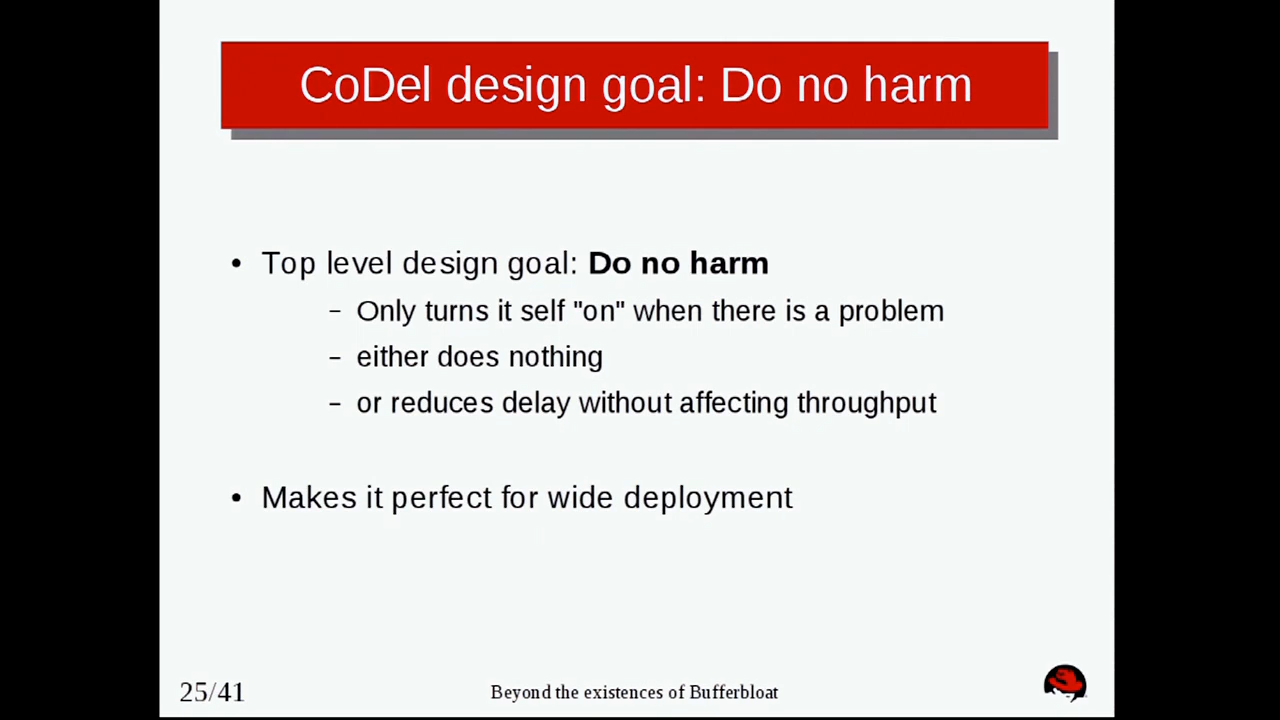 CoDel design goal: Do no harm
• Top level design goal: Do no harm
– Only turns it self "on" when there is a problem
– either does nothing
– or reduces delay without affecting throughput
• Makes it perfect for wide deployment
25/41
Beyond the existences of Bufferbloat